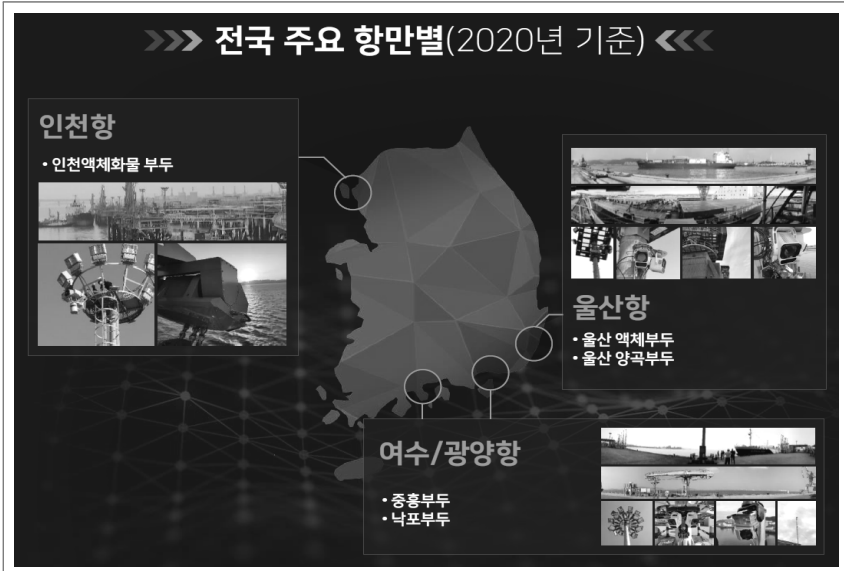 전국 주요 항만별(2020년 기준)
인천항
• 인천액체화물 부두
울산항
• 울산 액체부두
• 울산 양곡부두
여수/광양항
• 중흥부두
• 낙포부두